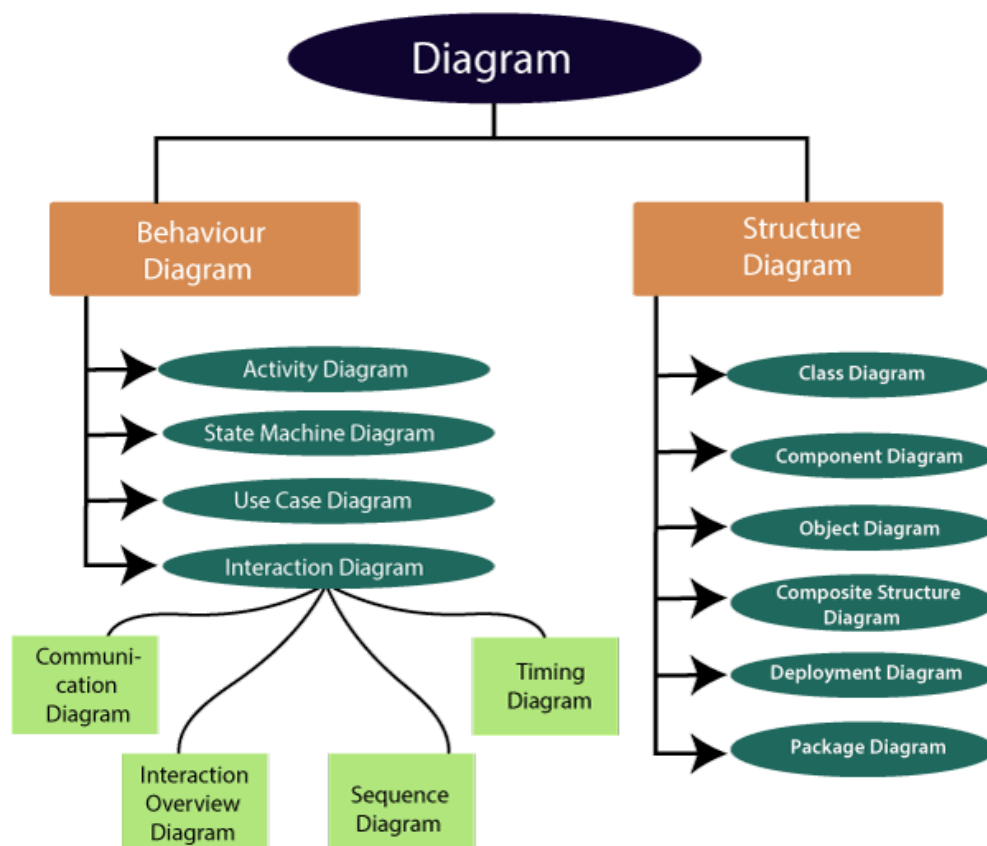 Diagram
Behaviour
Diagram
Structure
Diagram
Activity Diagram
State Machine Diagram
Use Case Diagram
Interaction Diagram
Communi-
cation
Diagram
Interaction
Overview
Diagram
Sequence
Diagram
Timing
Diagram
Class Diagram
Component Diagram
Object Diagram
Composite Structure
Diagram
Deployment Diagram
Package Diagram